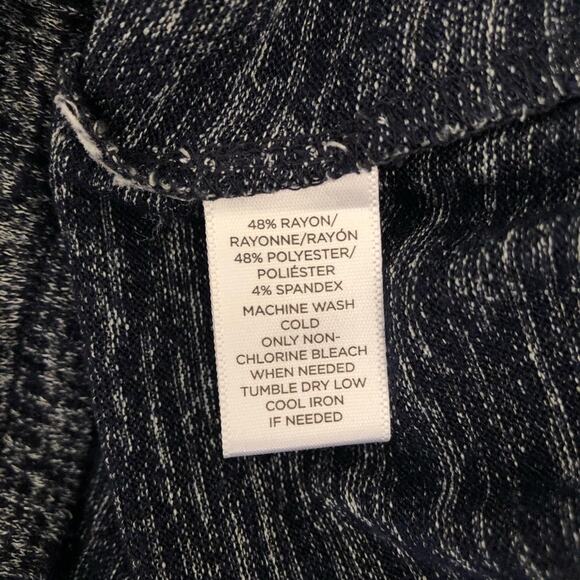 48% RAYON/
RAYONNE/RAYÓN
48% POLYESTER/
POLIÉSTER
4% SPANDEX
MACHINE WASH
COLD
ONLY NON-
CHLORINE BLEACH
WHEN NEEDED
TUMBLE DRY LOW
COOL IRON
IF NEEDED